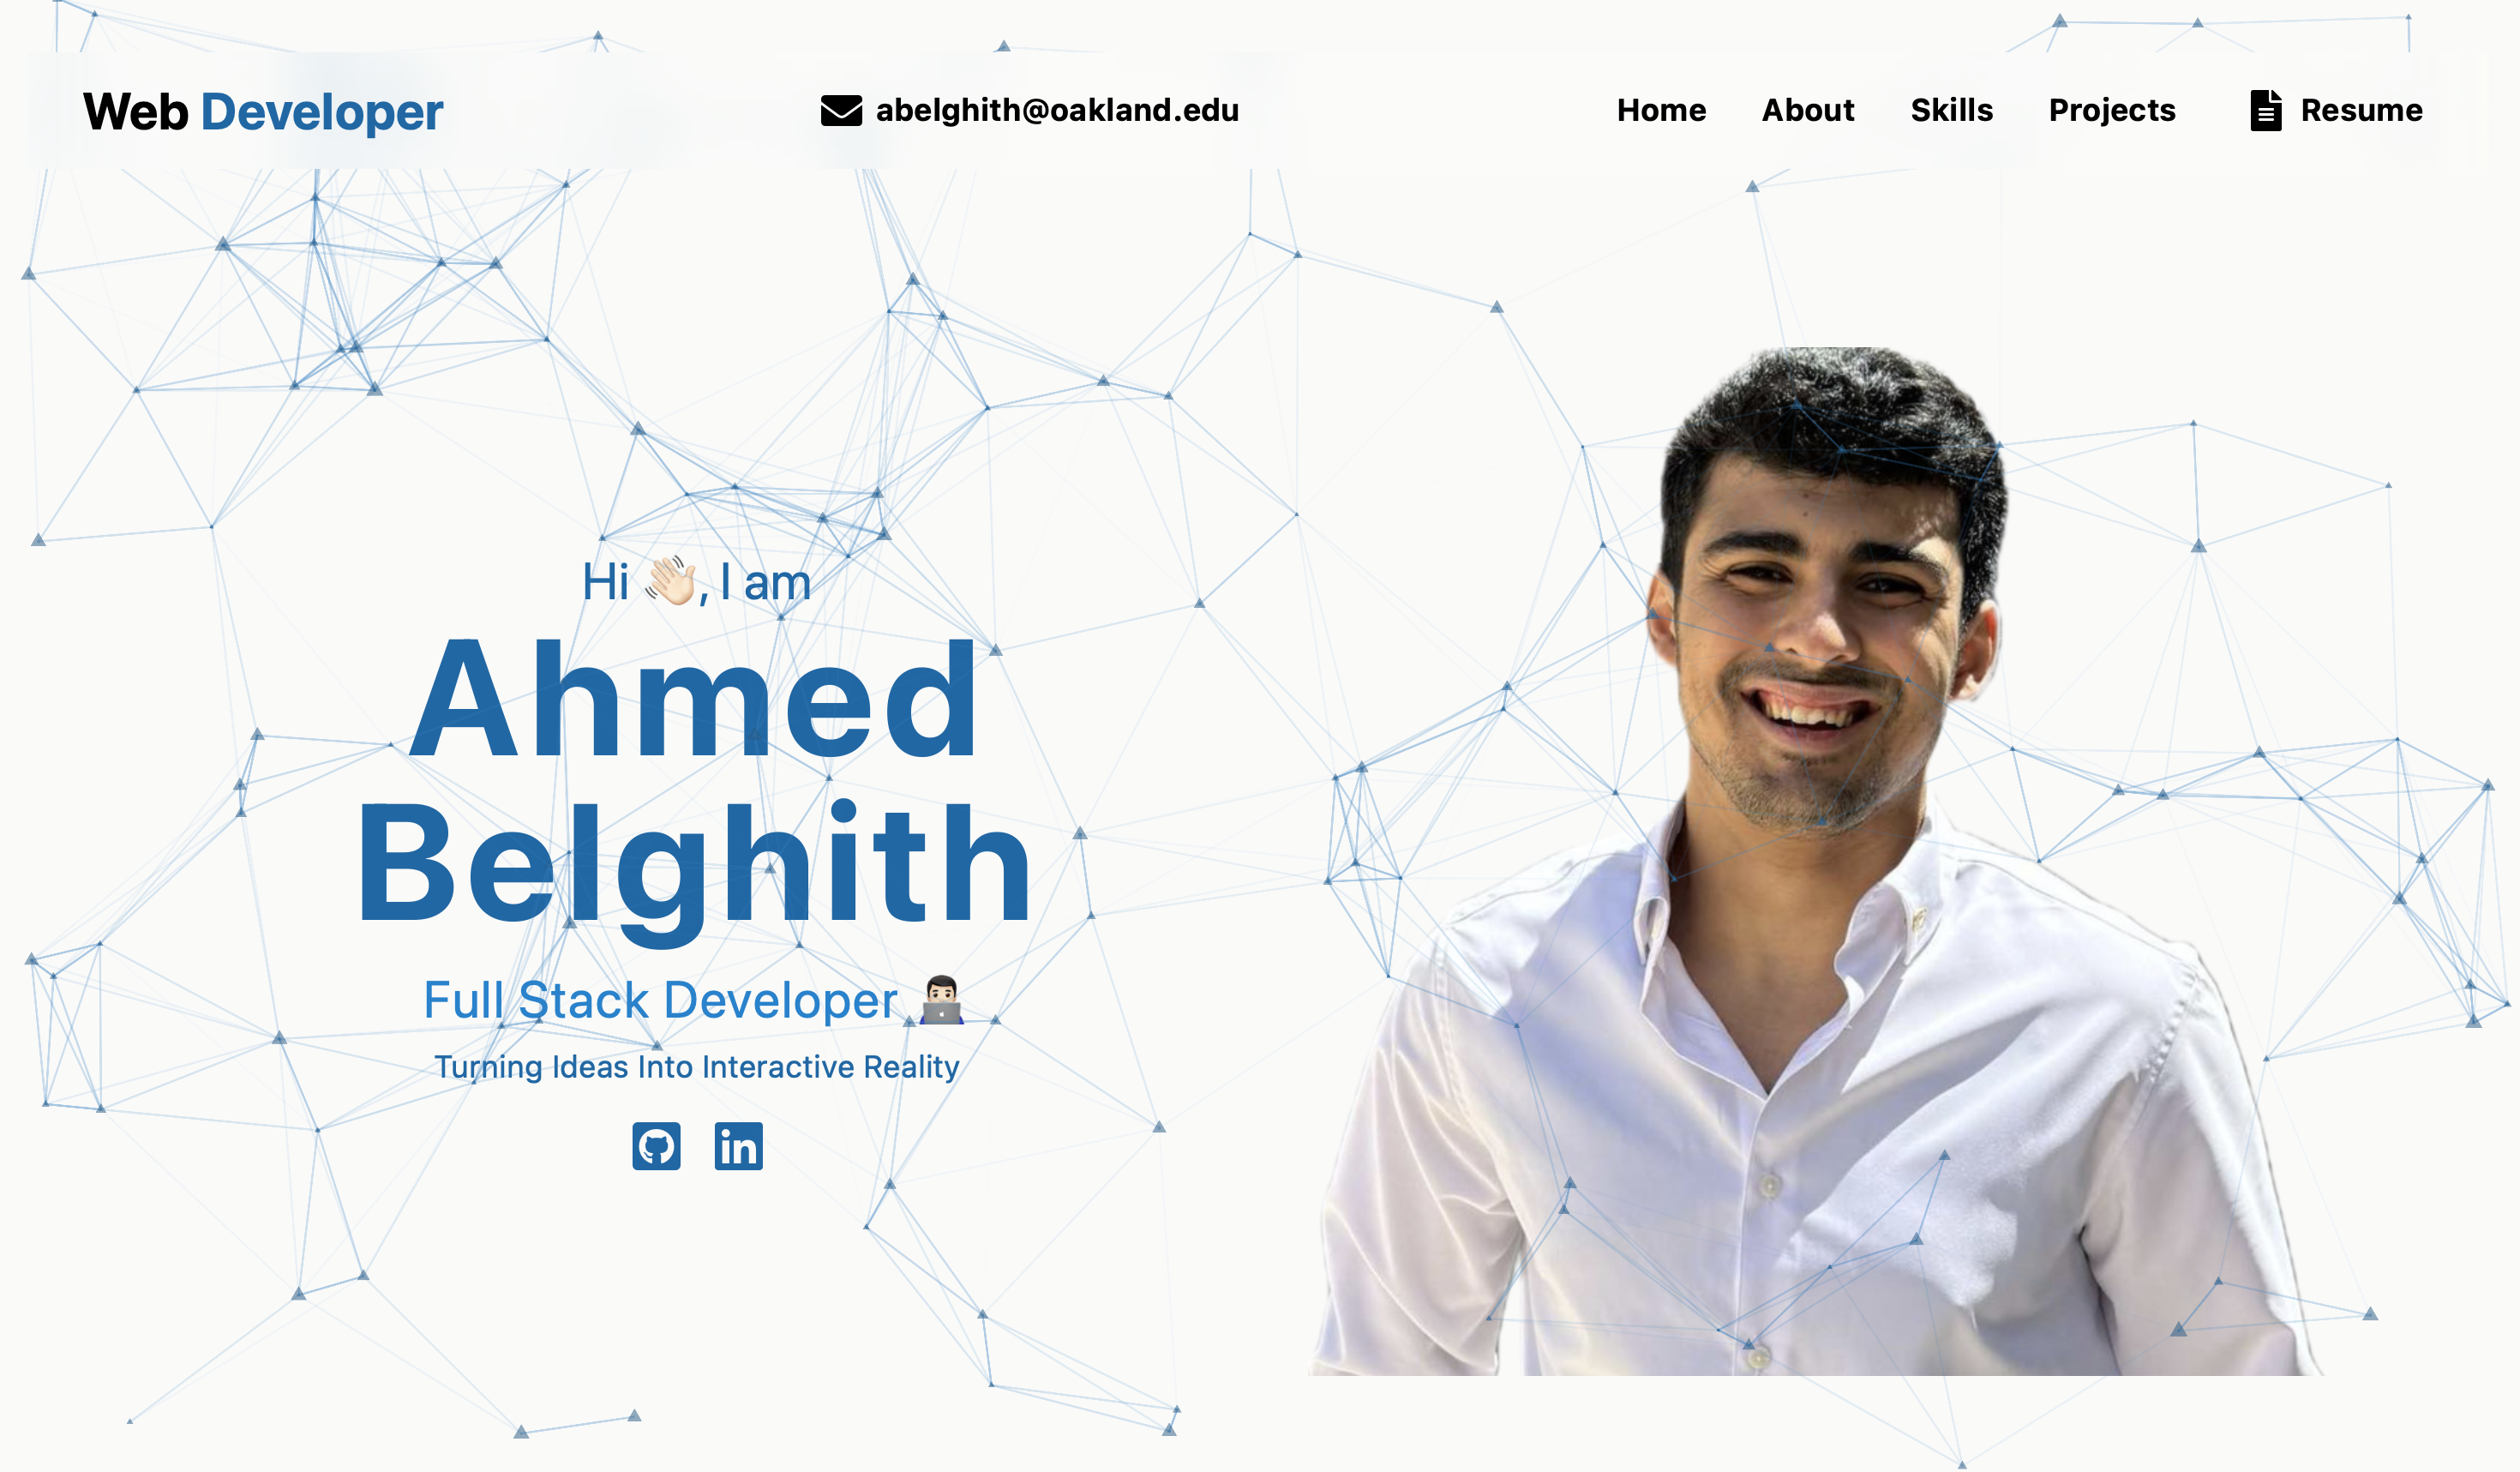 Web Developer
abelghith@oakland.edu
Home About Skills Projects Resume
Hi 👋🏻, I am
Ahmed
Belghith
Full Stack Developer 👨🏻‍💻
Turning Ideas Into Interactive Reality
in